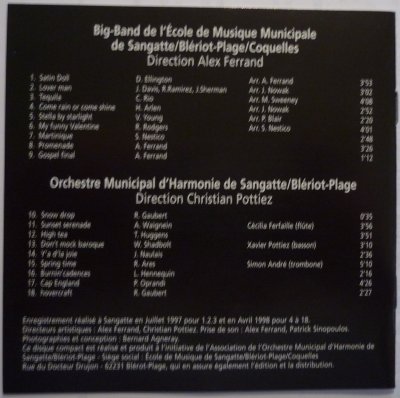 Big-Band de l'École de Musique Municipale
de Sangatte/Blériot-Plage/Coquelles
Direction Alex Ferrand
1. Satin Doll D. Ellington Arr. A. Ferrand 3'53
2. Lover man J. Davis, R.Ramirez, J.Sherman Arr. J. Nowak 3'02
3. Tequila C. Rio Arr. M. Sweeney 4'08
4. Come rain or come shine H. Arlen Arr. J. Nowak 2'52
5. Stella by starlight V. Young Arr. P. Blair 2'20
6. My funny Valentine R. Rodgers Arr. S. Nestico 4'01
7. Martinique S. Nestico 2'48
8. Promenade A. Ferrand 3'26
9. Gospel final A. Ferrand 1'12
Orchestre Municipal d'Harmonie de Sangatte/Blériot-Plage
Direction Christian Pottiez
10. Snow drop R. Gaubert 0'35
11. Sunset serenade A. Waignein Cécilia Ferfaille (flûte) 3'56
12. High tea T. Huggens 3'51
13. Don't mock baroque W. Shadbolt Xavier Pottiez (basson) 3'10
14. Y'a d'la joie J. Naulais 2'36
15. Spring time R. Ares Simon André (trombone) 5'10
16. Burnin'cadences L. Hennequin 2'16
17. Cap England P. Oprandi 4'26
18. hovercraft R. Gaubert 2'27
Enregistrement réalisé à Sangatte en Juillet 1997 pour 1.2.3 et en Avril 1998 pour 4 à 18.
Directeurs artistiques : Alex Ferrand, Christian Pottiez. Prise de son : Alex Ferrand, Patrick Sinopoulos.
Photographies et conception : Bernard Agneray.
Ce disque compact est réalisé et produit à l'initiative de l'Association de l'Orchestre Municipal d'Harmonie de
Sangatte/Blériot-Plage - Siège social : École de Musique de Sangatte/Blériot-Plage/Coquelles
Rue du Docteur Drujon - 62231 Blériot-Plage, qui en assure également l'édition et la distribution.